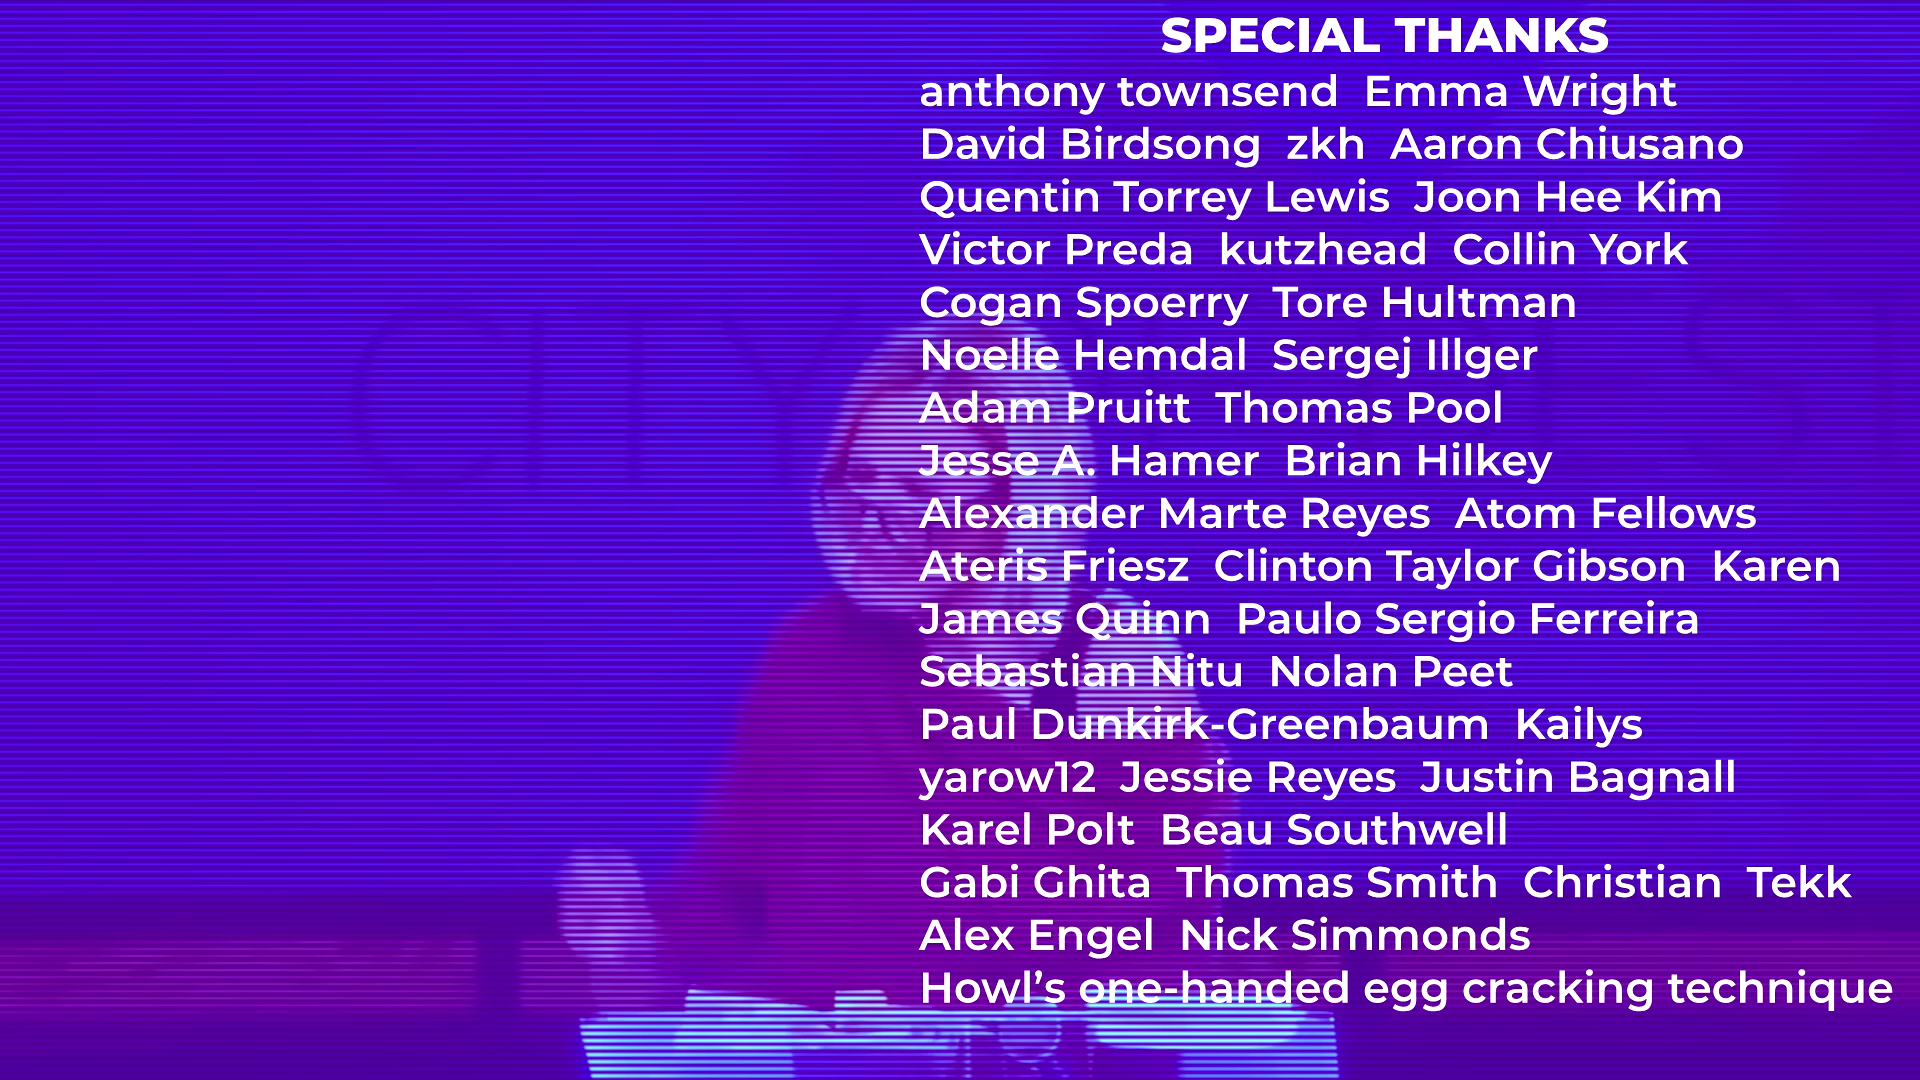 SPECIAL THANKS
anthony townsend  Emma Wright
David Birdsong  zkh  Aaron Chiusano
Quentin Torrey Lewis  Joon Hee Kim
Victor Preda  kutzhead  Collin York
Cogan Spoerry  Tore Hultman
Noelle Hemdal  Sergej Illger
Adam Pruitt  Thomas Pool
Jesse A. Hamer  Brian Hilkey
Alexander Marte Reyes  Atom Fellows
Ateris Friesz  Clinton Taylor Gibson  Karen
James Quinn  Paulo Sergio Ferreira
Sebastian Nitu  Nolan Peet
Paul Dunkirk-Greenbaum  Kailys
yarow12  Jessie Reyes  Justin Bagnall
Karel Polt  Beau Southwell
Gabi Ghita  Thomas Smith  Christian  Tekk
Alex Engel  Nick Simmonds
Howl’s one-handed egg cracking technique
CITY